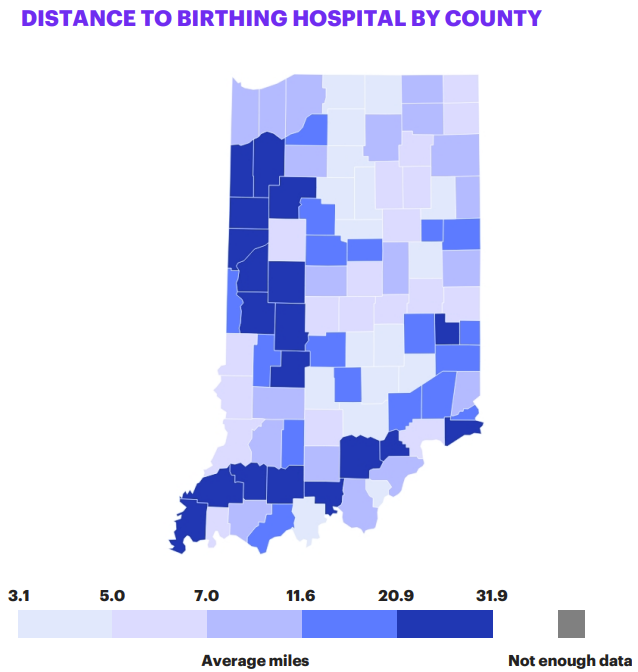 DISTANCE TO BIRTHING HOSPITAL BY COUNTY
3.1 5.0 7.0 11.6 20.9 31.9
Average miles Not enough data